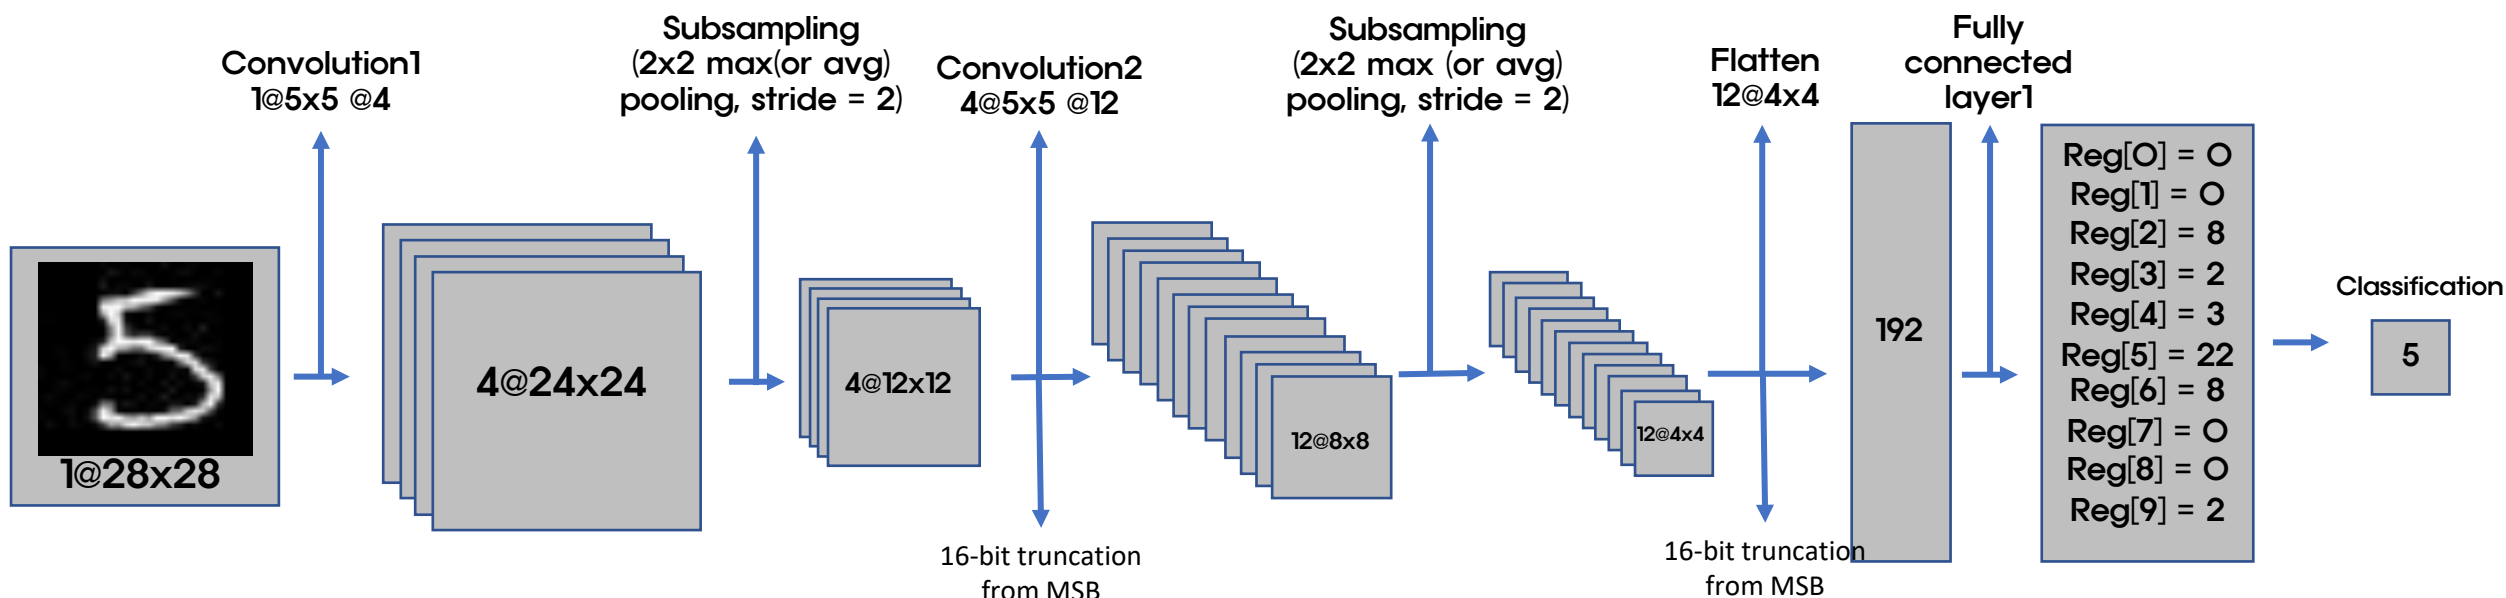 Convolution1
1@5x5 @4
Subsampling
(2x2 max(or avg)
pooling, stride = 2)
Convolution2
4@5x5 @12
Subsampling
(2x2 max (or avg)
pooling, stride = 2)
Flatten
12@4x4
Fully
connected
layer1
1@28x28
4@24x24
4@12x12
12@8x8
12@4x4
192
Reg[0] = 0
Reg[1] = 0
Reg[2] = 8
Reg[3] = 2
Reg[4] = 3
Reg[5] = 22
Reg[6] = 8
Reg[7] = 0
Reg[8] = 0
Reg[9] = 2
Classification
5
5
16-bit truncation
from MSB
16-bit truncation
from MSB